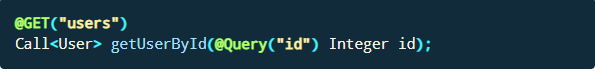 @GET("users")
Call<User> getUserById(@Query("id") Integer id);